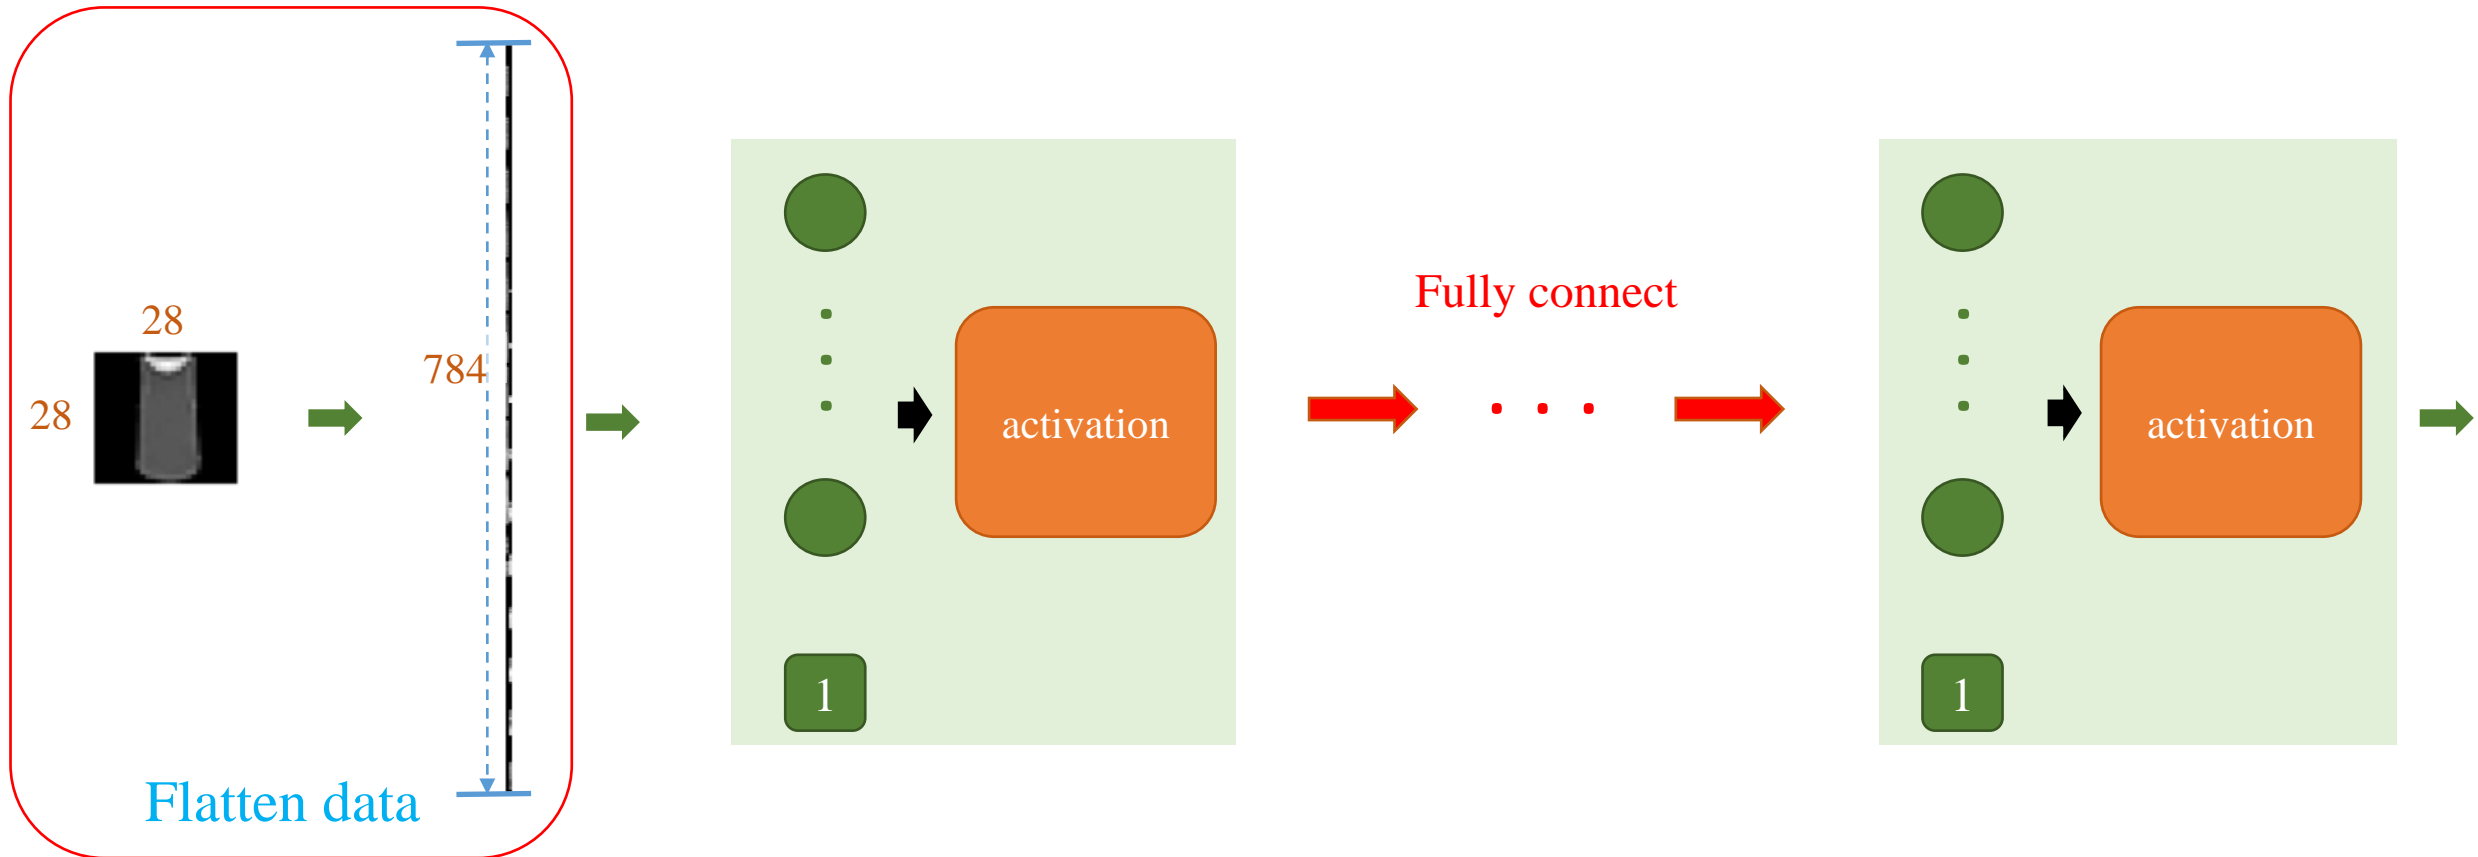 28
28
784
Flatten data
activation
1
Fully connect
activation
1